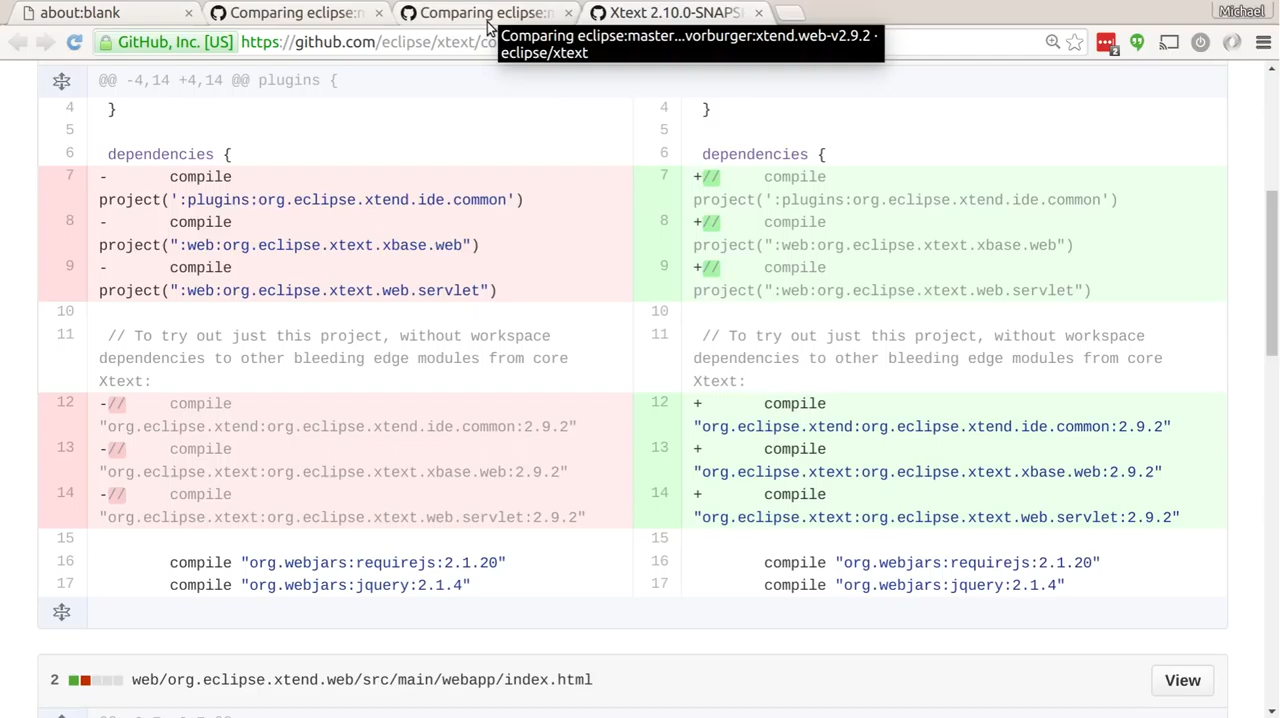 about:blank × Comparing eclipse:m × Comparing eclipse:m × Xtext 2.10.0-SNAPS × Michael
GitHub, Inc. [US] https://github.com/eclipse/xtext/co 2
Comparing eclipse:master...vorburger:xtend.web-v2.9.2 ·
eclipse/xtext
@@ -4,14 +4,14 @@ plugins {
4 } 4 }
5 5
6 dependencies { 6 dependencies {
7 - compile 7 +// compile
project(':plugins:org.eclipse.xtend.ide.common') project(':plugins:org.eclipse.xtend.ide.common')
8 - compile 8 +// compile
project(":web:org.eclipse.xtext.xbase.web") project(":web:org.eclipse.xtext.xbase.web")
9 - compile 9 +// compile
project(":web:org.eclipse.xtext.web.servlet") project(":web:org.eclipse.xtext.web.servlet")
10 10
11 // To try out just this project, without workspace 11 // To try out just this project, without workspace
dependencies to other bleeding edge modules from core dependencies to other bleeding edge modules from core
Xtext: Xtext:
12 -// compile 12 + compile
"org.eclipse.xtend:org.eclipse.xtend.ide.common:2.9.2" "org.eclipse.xtend:org.eclipse.xtend.ide.common:2.9.2"
13 -// compile 13 + compile
"org.eclipse.xtext:org.eclipse.xtext.xbase.web:2.9.2" "org.eclipse.xtext:org.eclipse.xtext.xbase.web:2.9.2"
14 -// compile 14 + compile
"org.eclipse.xtext:org.eclipse.xtext.web.servlet:2.9.2" "org.eclipse.xtext:org.eclipse.xtext.web.servlet:2.9.2"
15 15
16 compile "org.webjars:requirejs:2.1.20" 16 compile "org.webjars:requirejs:2.1.20"
17 compile "org.webjars:jquery:2.1.4" 17 compile "org.webjars:jquery:2.1.4"
2 web/org.eclipse.xtend.web/src/main/webapp/index.html View